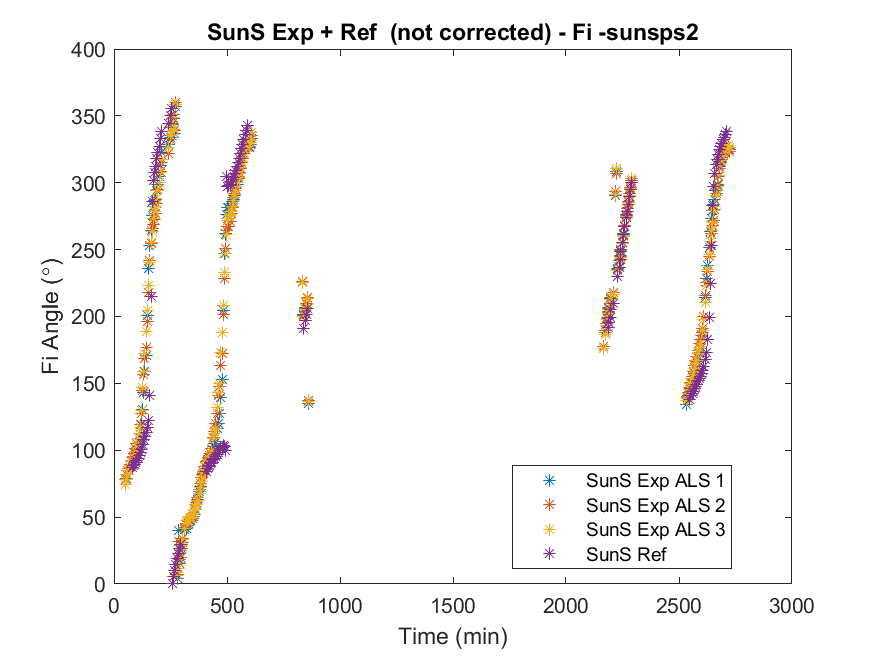 SunS Exp + Ref  (not corrected) - Fi -sunsps2
400
350
300
250
200
150
100
50
0
Fi Angle (°)
0 500 1000 1500 2000 2500 3000
Time (min)
SunS Exp ALS 1
SunS Exp ALS 2
SunS Exp ALS 3
SunS Ref